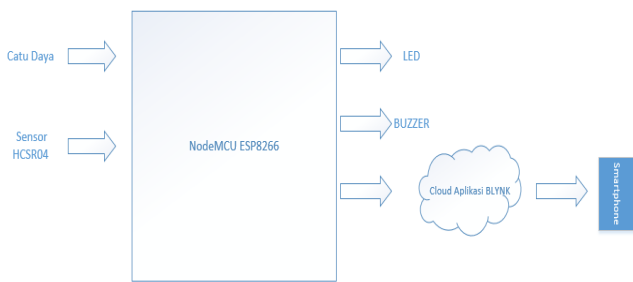 Catu Daya
Sensor
HCSR04
NodeMCU ESP8266
LED
BUZZER
Cloud Aplikasi BLYNK
Smartphone